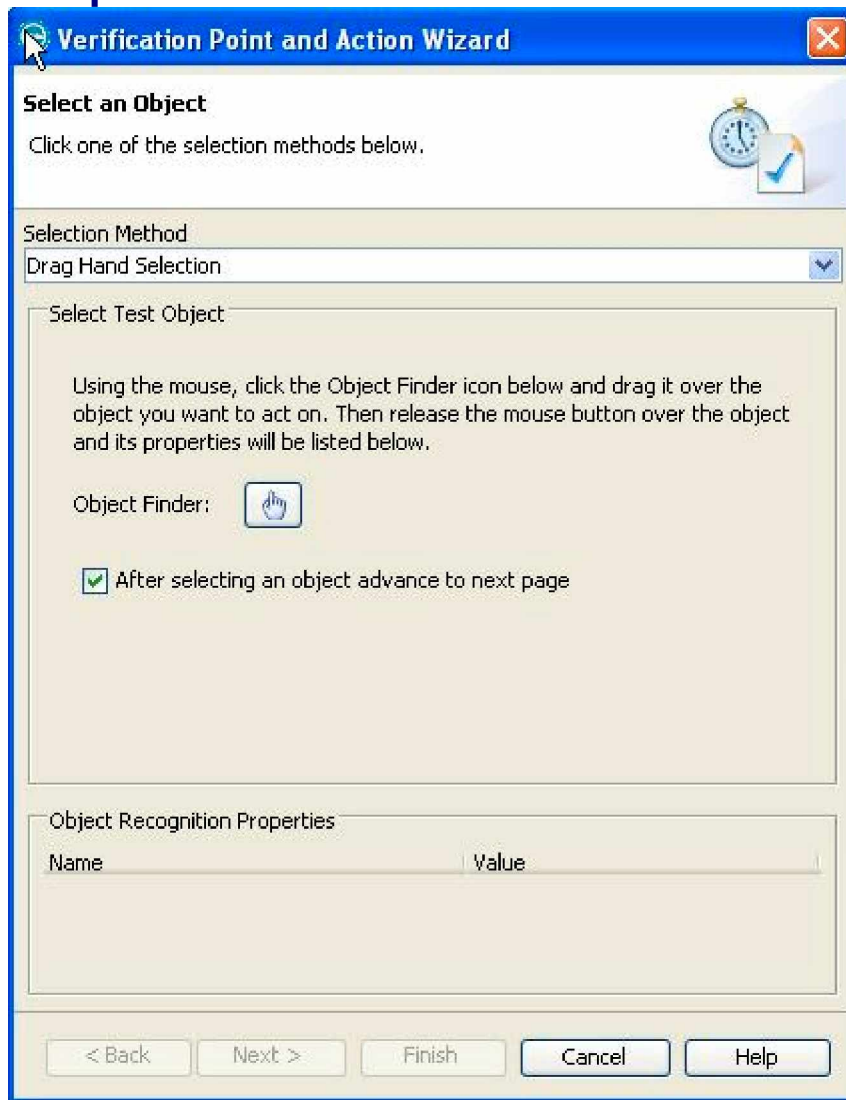 Verification Point and Action Wizard
Select an Object
Click one of the selection methods below.
Selection Method
Drag Hand Selection
Select Test Object
Using the mouse, click the Object Finder icon below and drag it over the
object you want to act on. Then release the mouse button over the object
and its properties will be listed below.
Object Finder:
After selecting an object advance to next page
Object Recognition Properties
Name Value
< Back Next > Finish Cancel Help